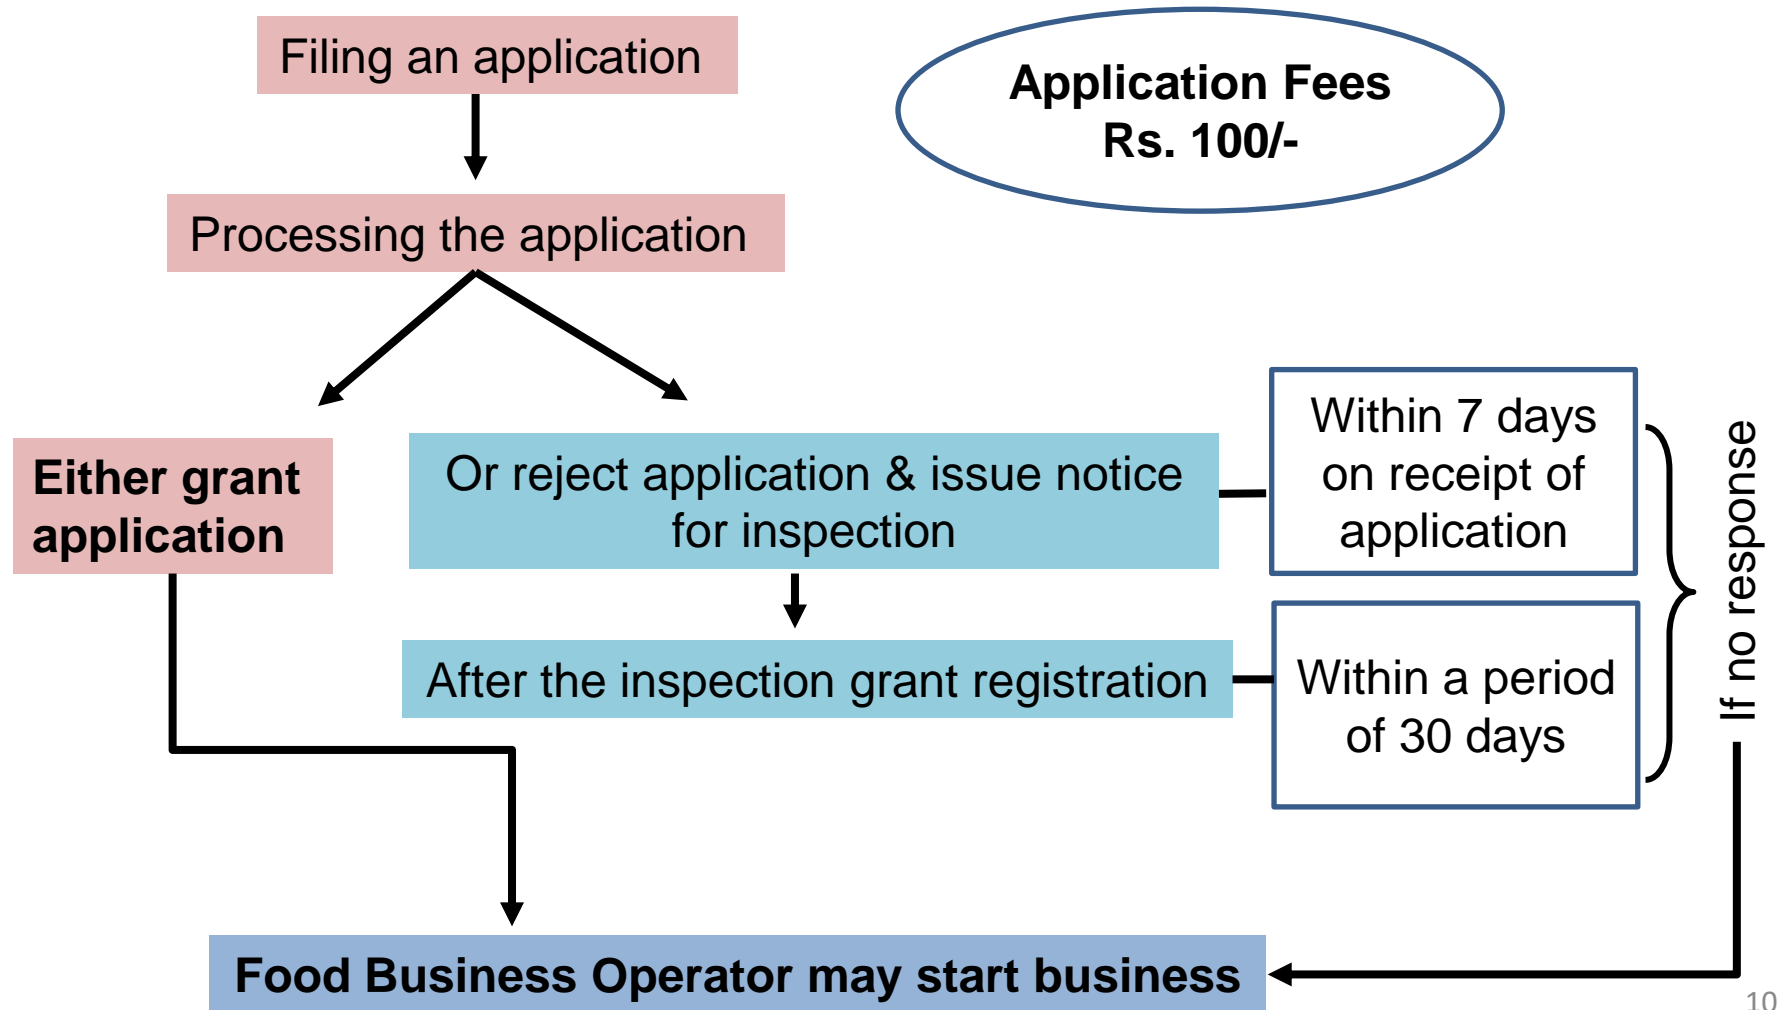 Filing an application
Application Fees
Rs. 100/-
Processing the application
Either grant
application
Or reject application & issue notice
for inspection
Within 7 days
on receipt of
application
After the inspection grant registration
Within a period
of 30 days
If no response
Food Business Operator may start business
10